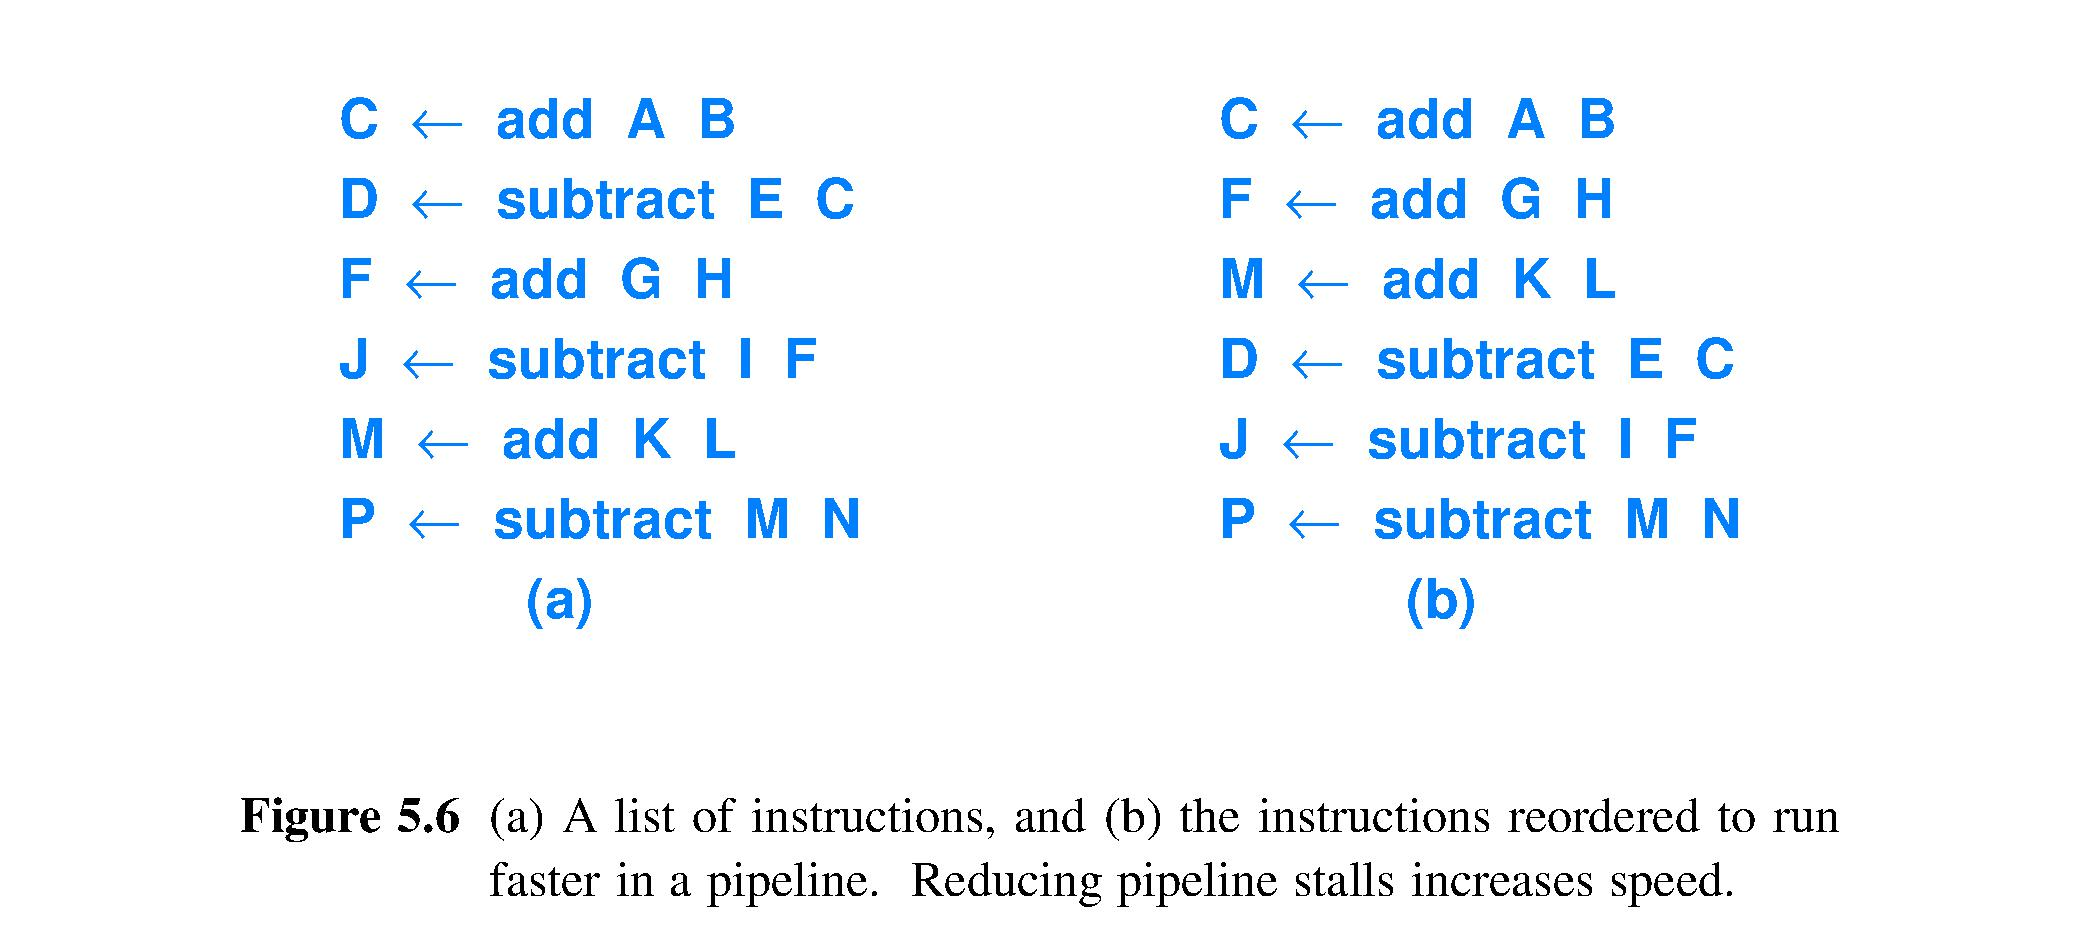 C ← add A B
D ← subtract E C
F ← add G H
J ← subtract I F
M ← add K L
P ← subtract M N
(a)
C ← add A B
F ← add G H
M ← add K L
D ← subtract E C
J ← subtract I F
P ← subtract M N
(b)
Figure 5.6 (a) A list of instructions, and (b) the instructions reordered to run
faster in a pipeline. Reducing pipeline stalls increases speed.